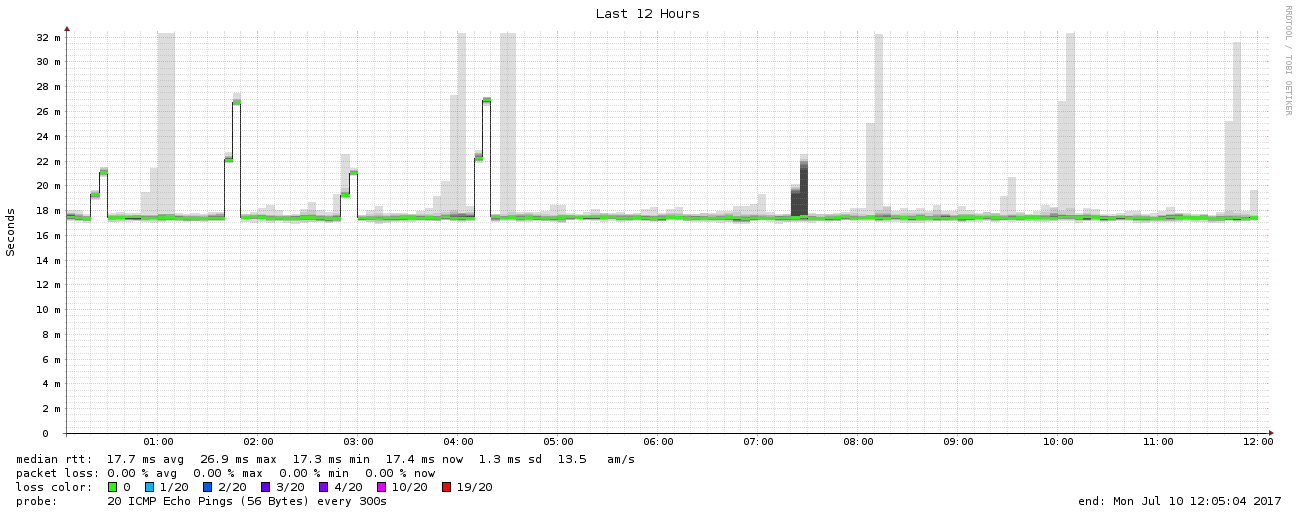 Last 12 Hours
RRDTOOL / TOBI OETIKER
Seconds
32 m
30 m
28 m
26 m
24 m
22 m
20 m
18 m
16 m
14 m
12 m
10 m
8 m
6 m
4 m
2 m
0
01:00 02:00 03:00 04:00 05:00 06:00 07:00 08:00 09:00 10:00 11:00 12:00
median rtt: 17.7 ms avg 26.9 ms max 17.3 ms min 17.4 ms now 1.3 ms sd 13.5 am/s
packet loss: 0.00 % avg 0.00 % max 0.00 % min 0.00 % now
loss color: 0 1/20 2/20 3/20 4/20 10/20 19/20
probe: 20 ICMP Echo Pings (56 Bytes) every 300s end: Mon Jul 10 12:05:04 2017